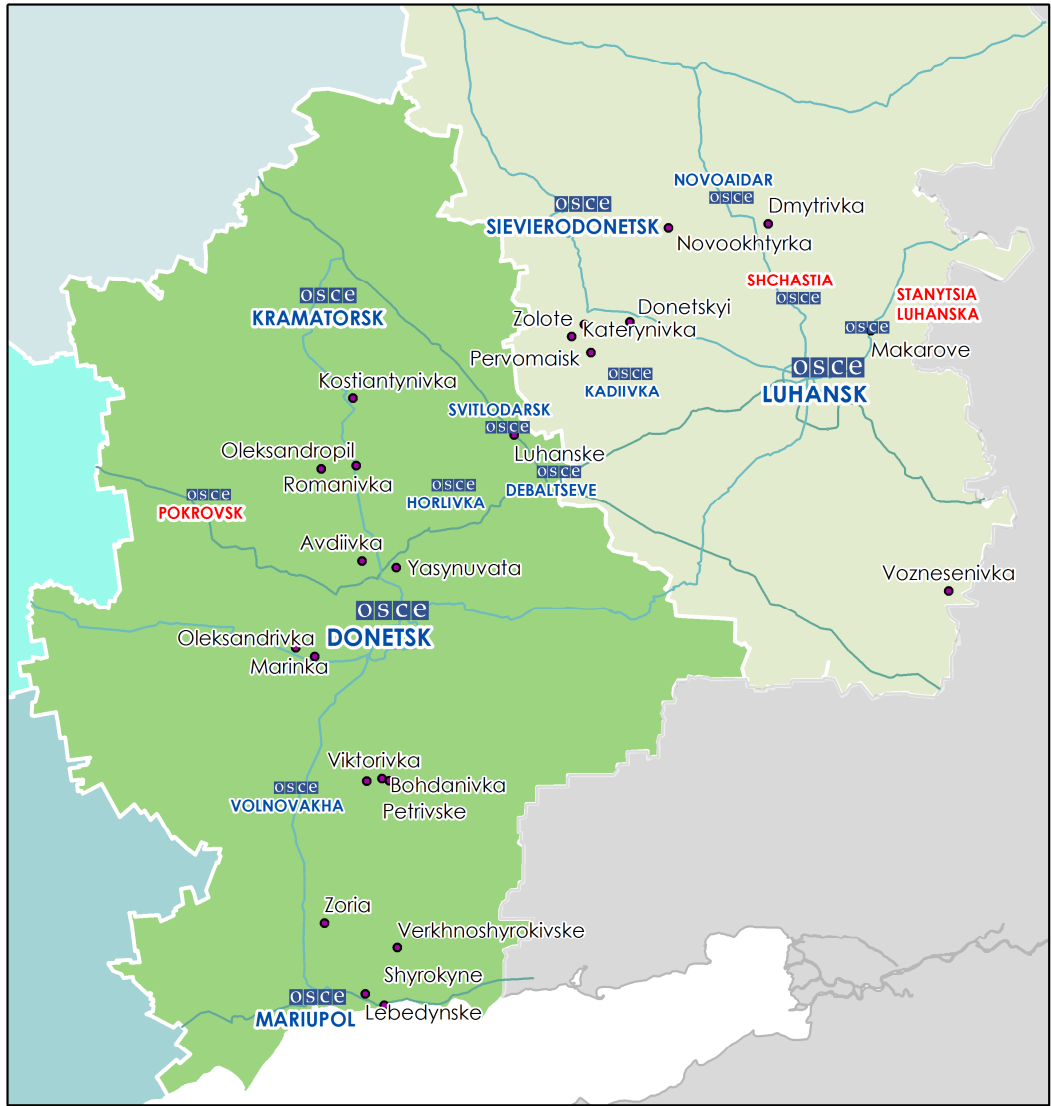 NOVOAIDAR
osce
Dmytrivka
osce
SIEVIERODONETSK
Novookhtyrka
SHCHASTIA
osce
STANYTSIA
LUHANSKA
osce
KRAMATORSK
Donetskyi
Zolote
Katerynivka
osce
Makarove
Pervomaisk
osce
LUHANSK
osce
KADIIVKA
Kostiantynivka
SVITLODARSK
osce
Luhanske
Oleksandropil
Romanivka
osce
DEBALTSEVE
osce
HORLIVKA
osce
POKROVSK
Avdiivka
Yasynuvata
Voznesenivka
osce
DONETSK
Oleksandrivka
Marinka
Viktorivka
Bohdanivka
Petrivske
osce
VOLNOVAKHA
Zoria
Verkhnoshyrokivske
Shyrokyne
osce
MARIUPOL
Lebedynske